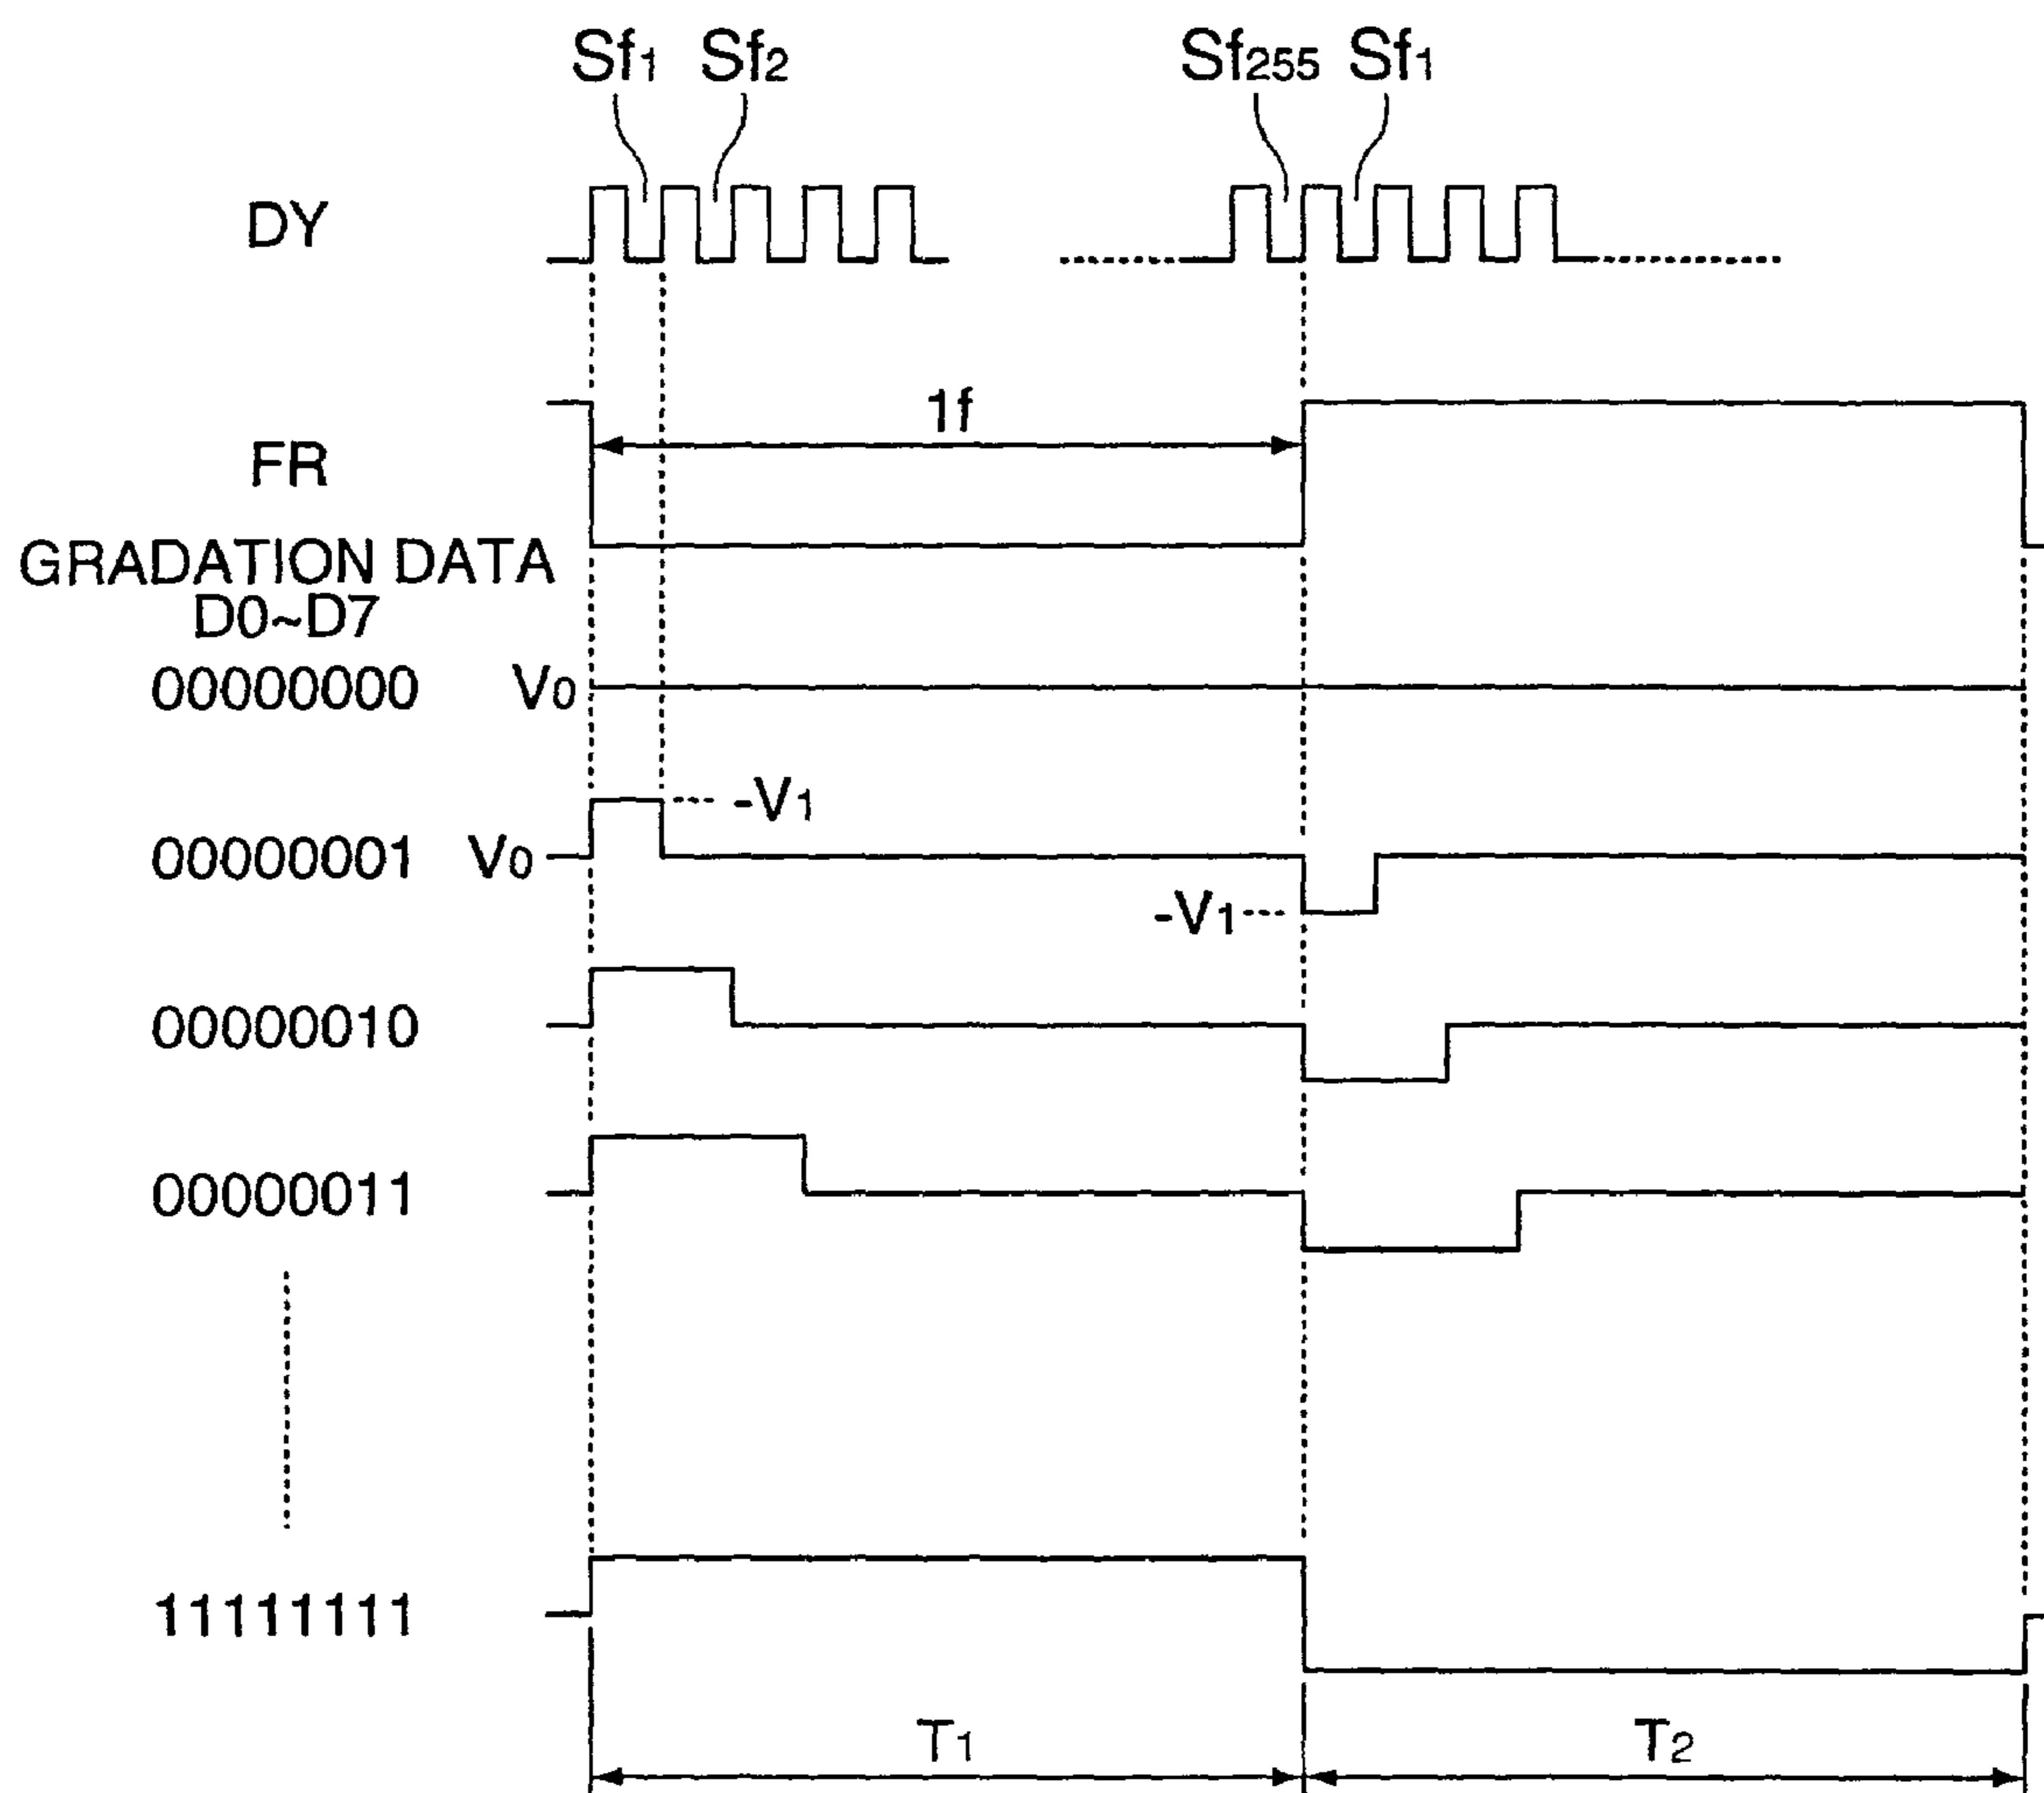 Sf1 Sf2 Sf255 Sf1
DY
1f
FR
GRADATION DATA
D0~D7
00000000 V0
-V1
00000001 V0
-V1
00000010
00000011
11111111
T1 T2